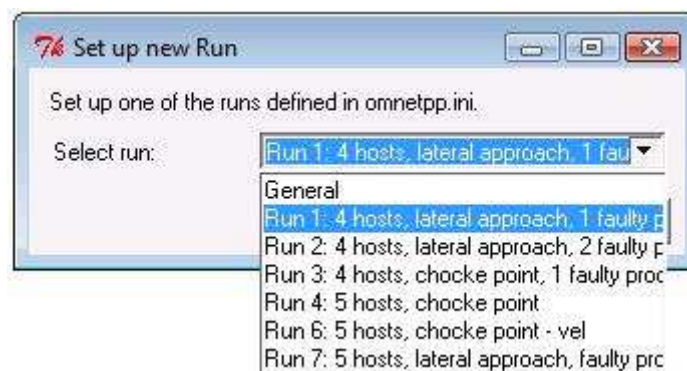 Set up new Run
Set up one of the runs defined in omnetpp.ini.
Select run:
Run 1: 4 hosts, lateral approach, 1 fau
General
Run 1: 4 hosts, lateral approach, 1 faulty p
Run 2: 4 hosts, lateral approach, 2 faulty p
Run 3: 4 hosts, chocke point, 1 faulty proc
Run 4: 5 hosts, chocke point
Run 6: 5 hosts, chocke point - vel
Run 7: 5 hosts, lateral approach, faulty prc